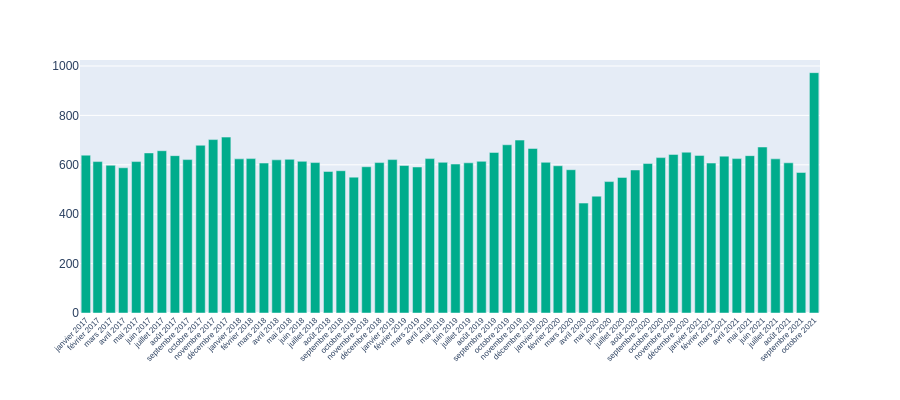 1000
800
600
400
200
0
janvier 2017
février 2017
mars 2017
avril 2017
mai 2017
juin 2017
juillet 2017
août 2017
septembre 2017
octobre 2017
novembre 2017
décembre 2017
janvier 2018
février 2018
mars 2018
avril 2018
mai 2018
juin 2018
juillet 2018
août 2018
septembre 2018
octobre 2018
novembre 2018
décembre 2018
janvier 2019
février 2019
mars 2019
avril 2019
mai 2019
juin 2019
juillet 2019
août 2019
septembre 2019
octobre 2019
novembre 2019
décembre 2019
janvier 2020
février 2020
mars 2020
avril 2020
mai 2020
juin 2020
juillet 2020
août 2020
septembre 2020
octobre 2020
novembre 2020
décembre 2020
janvier 2021
février 2021
mars 2021
avril 2021
mai 2021
juin 2021
juillet 2021
août 2021
septembre 2021
octobre 2021